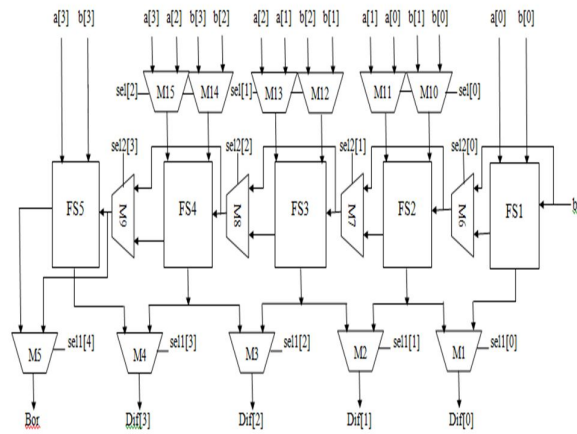 a[3] b[3] a[3] a[2] b[3] b[2] a[2] a[1] b[2] b[1] a[1] a[0] b[1] b[0] a[0] b[0]
sel[2] M15 M14 sel[1] M13 M12 M11 M10 sel[0]
sel2[3] sel2[2] sel2[1] sel2[0]
FS5 M9 FS4 M8 FS3 M7 FS2 M6 FS1 b
M5 sel1[4] M4 sel1[3] M3 sel1[2] M2 sel1[1] M1 sel1[0]
Bor Dif[3] Dif[2] Dif[1] Dif[0]